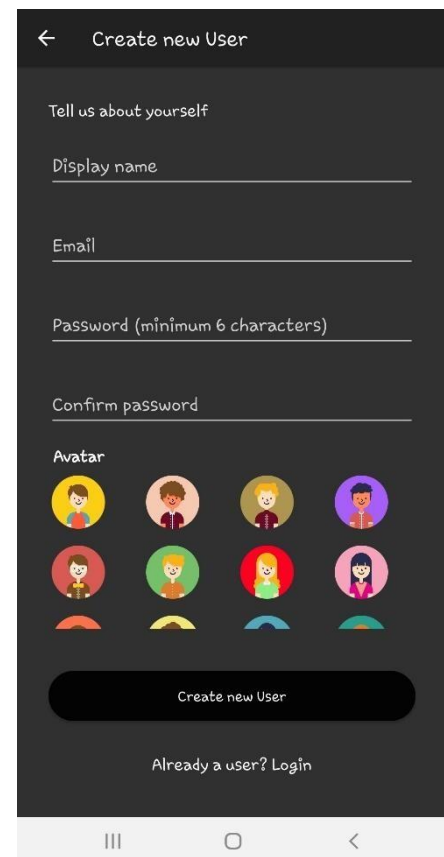 Create new User
Tell us about yourself
Display name
Email
Password (minimum 6 characters)
Confirm password
Avatar
Create new User
Already a user? Login